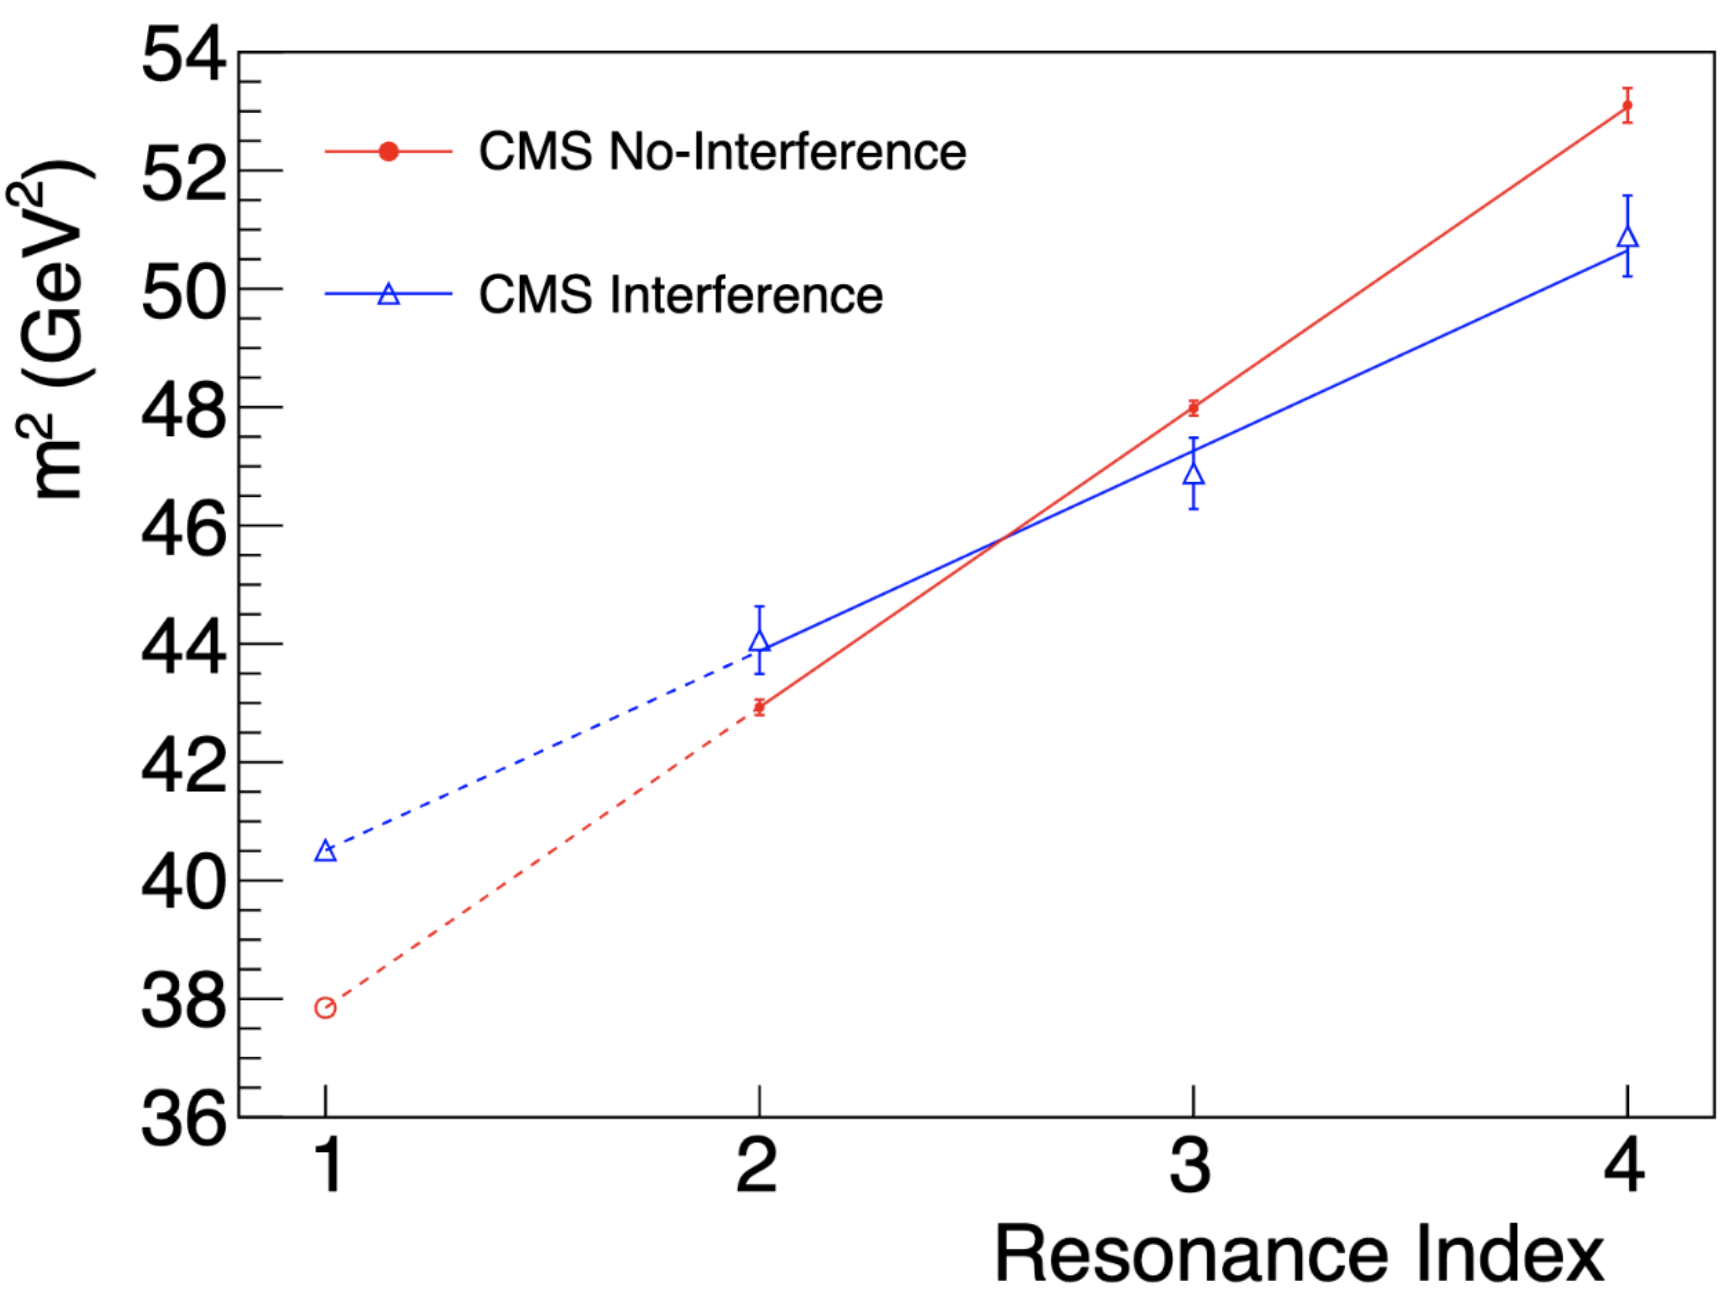 54
52
50
48
46
44
42
40
38
36
m² (GeV²)
CMS No-Interference
CMS Interference
1 2 3 4
Resonance Index